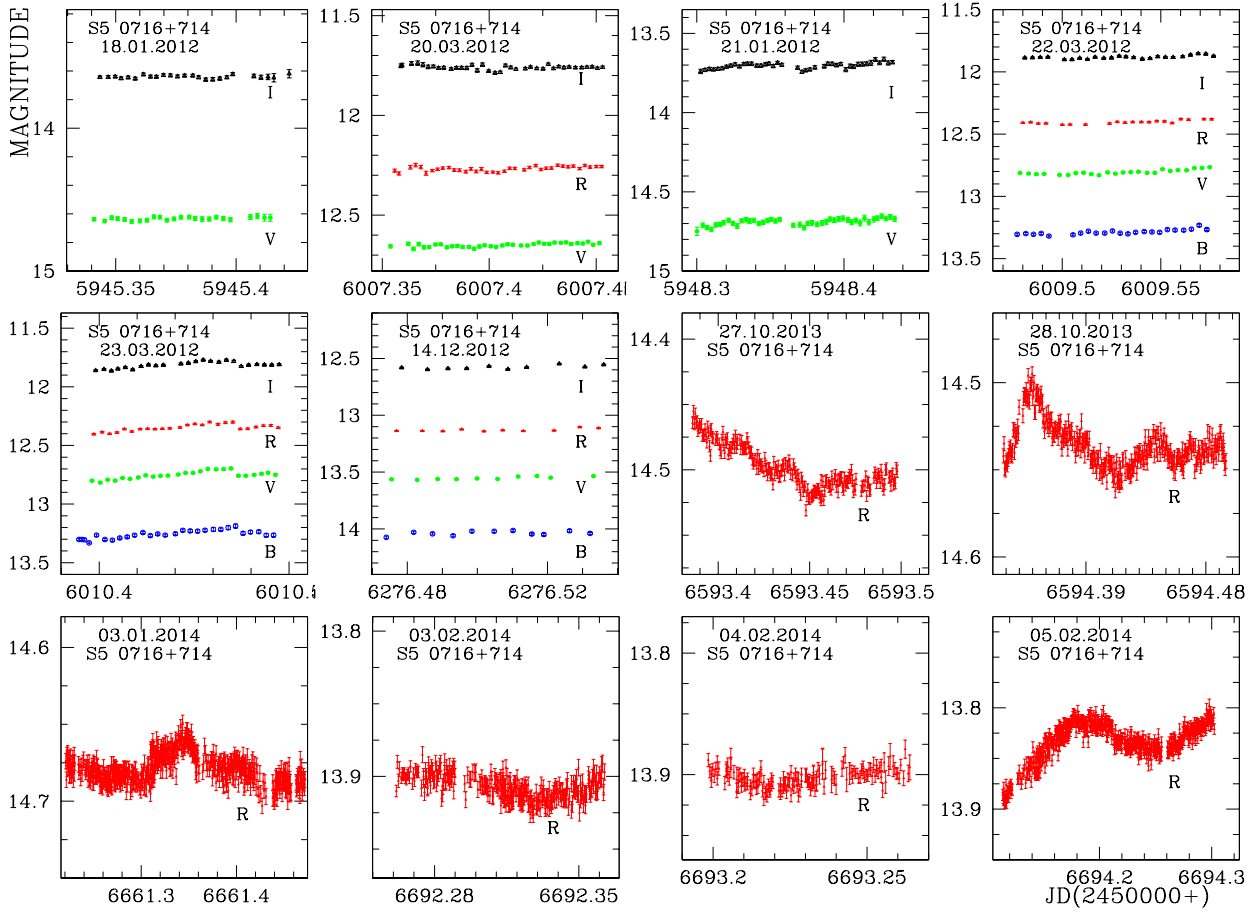 MAGNITUDE
S5 0716+714
18.01.2012
I
V
14
15
5945.35 5945.4
S5 0716+714
20.03.2012
I
R
V
11.5
12
12.5
6007.35 6007.4
S5 0716+714
21.01.2012
I
V
13.5
14
14.5
15
5948.3 5948.4
S5 0716+714
22.03.2012
I
R
V
B
11.5
12
12.5
13
13.5
6009.5 6009.55
S5 0716+714
23.03.2012
I
R
V
B
11.5
12
12.5
13
13.5
6010.4
S5 0716+714
14.12.2012
I
R
V
B
12.5
13
13.5
14
6276.48 6276.52
27.10.2013
S5 0716+714
R
14.4
14.5
6593.4 6593.5
28.10.2013
S5 0716+714
R
14.5
14.6
6594.39 6594.48
03.01.2014
S5 0716+714
R
14.6
14.7
6661.3 6661.4
03.02.2014
S5 0716+714
R
13.8
13.9
6692.28 6692.35
04.02.2014
S5 0716+714
R
13.8
13.9
6693.2 6693.25
05.02.2014
S5 0716+714
R
13.8
13.9
6694.2 6694.3
JD(2450000+)